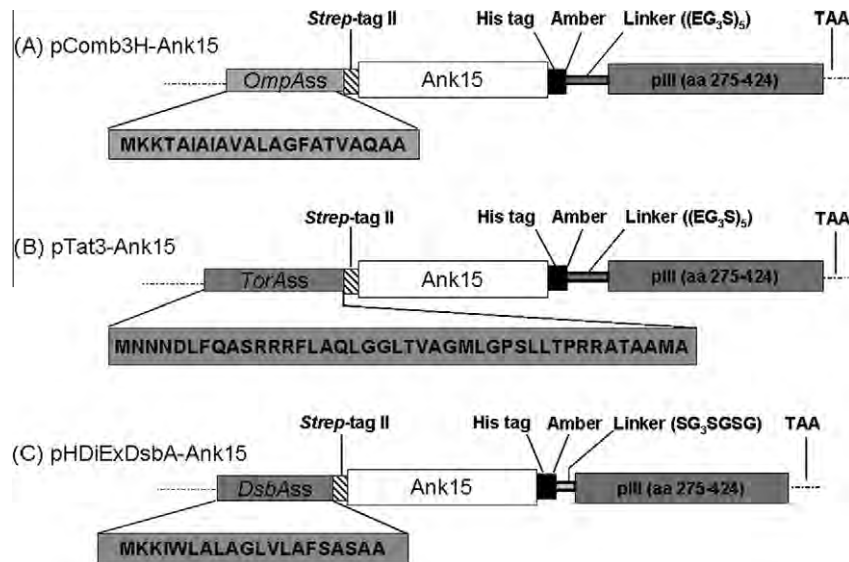 Strep-tag II His tag Amber Linker ((EG3S)5) TAA
(A) pComb3H-Ank15
OmpAss Ank15 pIII (aa 275-424)
MKKTAIAIAVALAGFATVAQAA
Strep-tag II His tag Amber Linker ((EG3S)5) TAA
(B) pTat3-Ank15
TorAss Ank15 pIII (aa 275-424)
MNNNDLFQASRRRFLAQLGGLTVAGMLGPSLLTPRRATAAMA
Strep-tag II His tag Amber Linker (SG3SGSG) TAA
(C) pHDiExDsbA-Ank15
DsbAss Ank15 pIII (aa 275-424)
MKKIWLALAGLVLAFSASAA